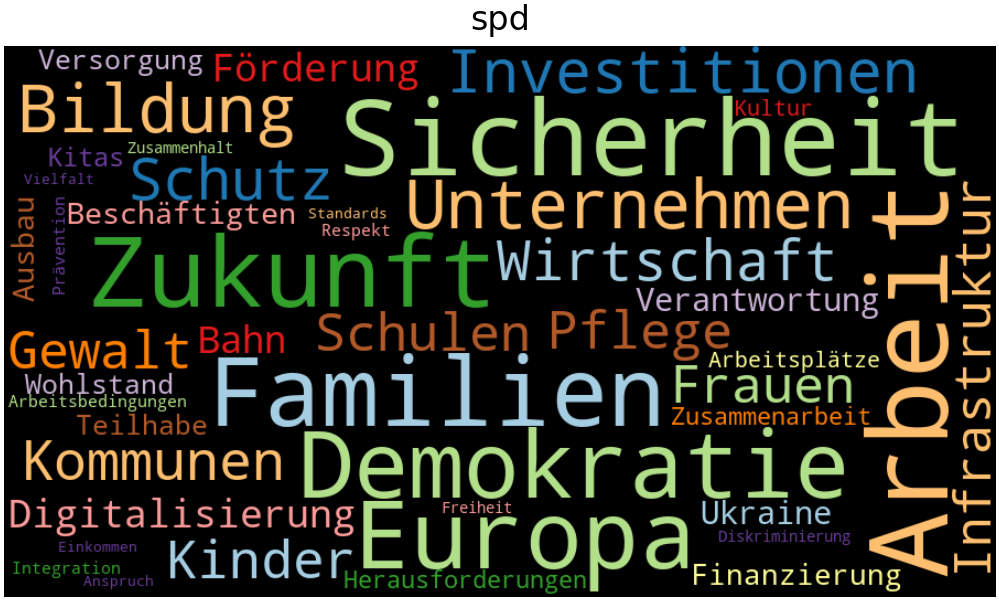 spd
Versorgung
Förderung
Investitionen
Bildung
Sicherheit
Kultur
Kitas
Zusammenhalt
Vielfalt
Schutz
Unternehmen
Arbeit
Infrastruktur
Ausbau
Prävention
Beschäftigten
Standards
Respekt
Zukunft
Wirtschaft
Verantwortung
Gewalt
Bahn
Schulen
Pflege
Wohlstand
Arbeitsbedingungen
Familien
Arbeitsplätze
Frauen
Teilhabe
Zusammenarbeit
Kommunen
Demokratie
Digitalisierung
Europa
Freiheit
Ukraine
Diskriminierung
Einkommen
Integration
Anspruch
Kinder
Herausforderungen
Finanzierung